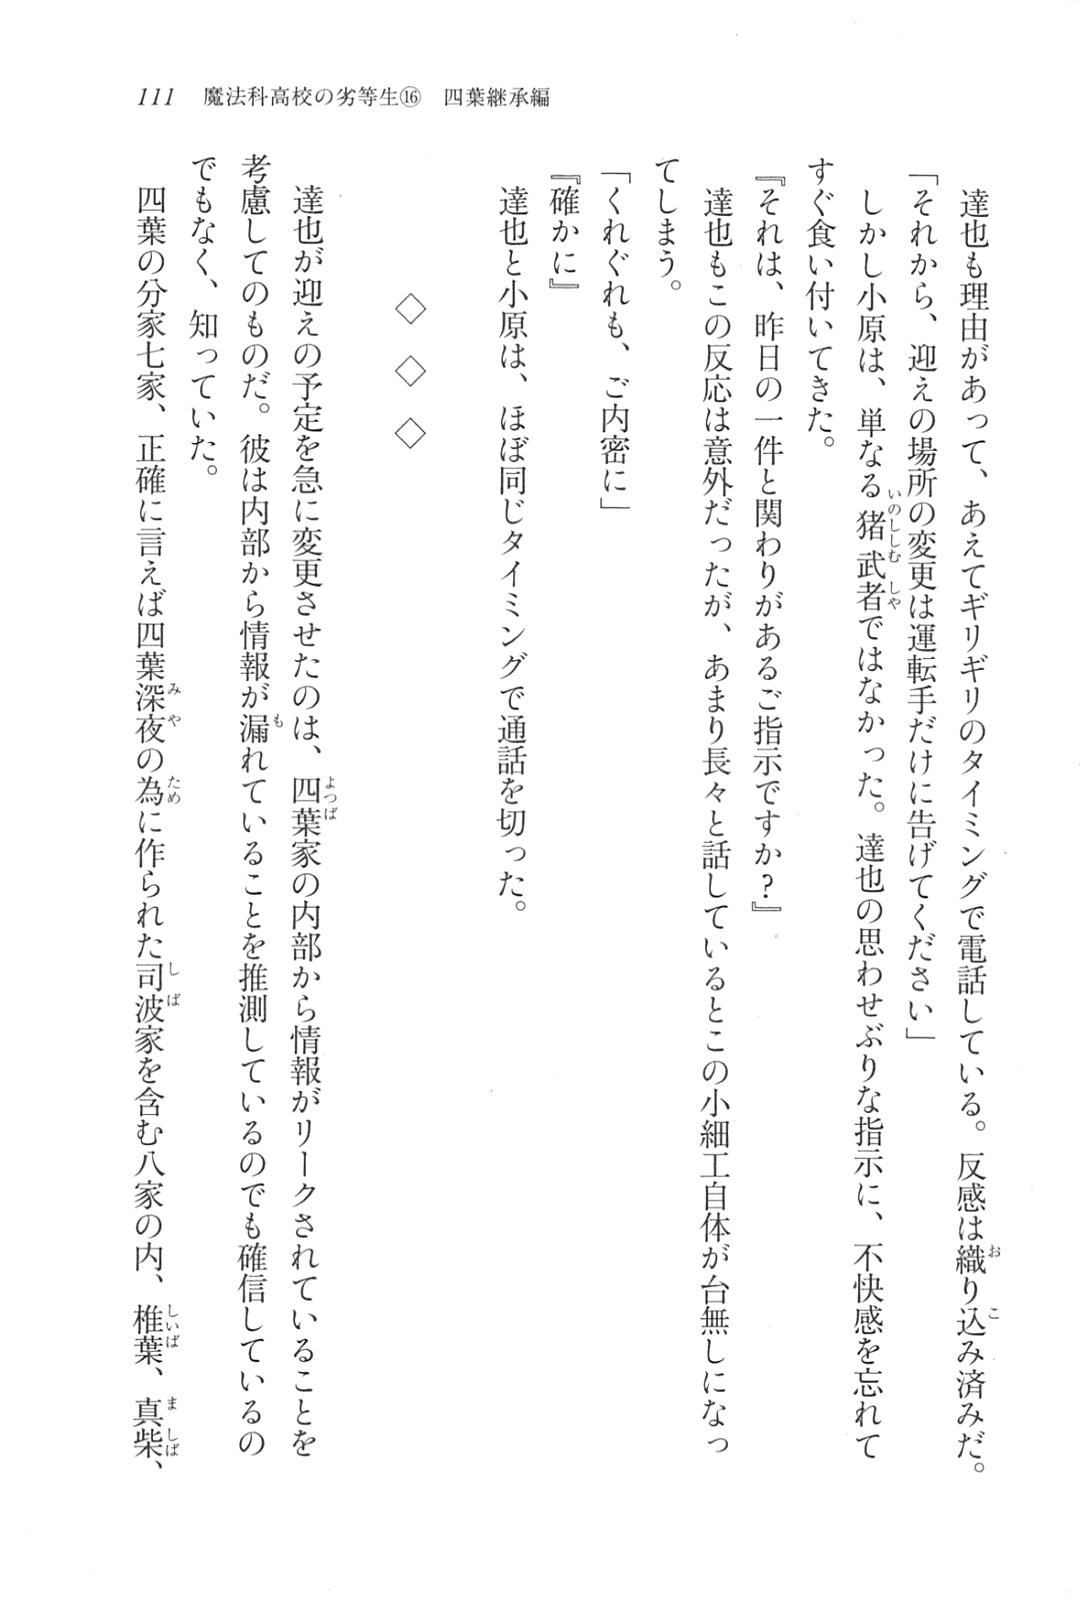 111　魔法科高校の劣等生⑯　四葉継承編
達也も理由があって、あえてギリギリのタイミングで電話している。反感は織り込み済みだ。
「それから、迎えの場所の変更は運転手だけに告げてください」
しかし小原は、単なる猪武者ではなかった。達也の思わせぶりな指示に、不快感を忘れて
すぐ食い付いてきた。
『それは、昨日の一件と関わりがあるご指示ですか?』
達也もこの反応は意外だったが、あまり長々と話しているとこの小細工自体が台無しになっ
てしまう。
「くれぐれも、ご内密に」
『確かに』
達也と小原は、ほぼ同じタイミングで通話を切った。
◇　◇　◇
達也が迎えの予定を急に変更させたのは、四葉家の内部から情報がリークされていることを
考慮してのものだ。彼は内部から情報が漏れていることを推測しているのでも確信しているの
でもなく、知っていた。
四葉の分家七家、正確に言えば四葉深夜の為に作られた司波家を含む八家の内、椎葉、真柴、